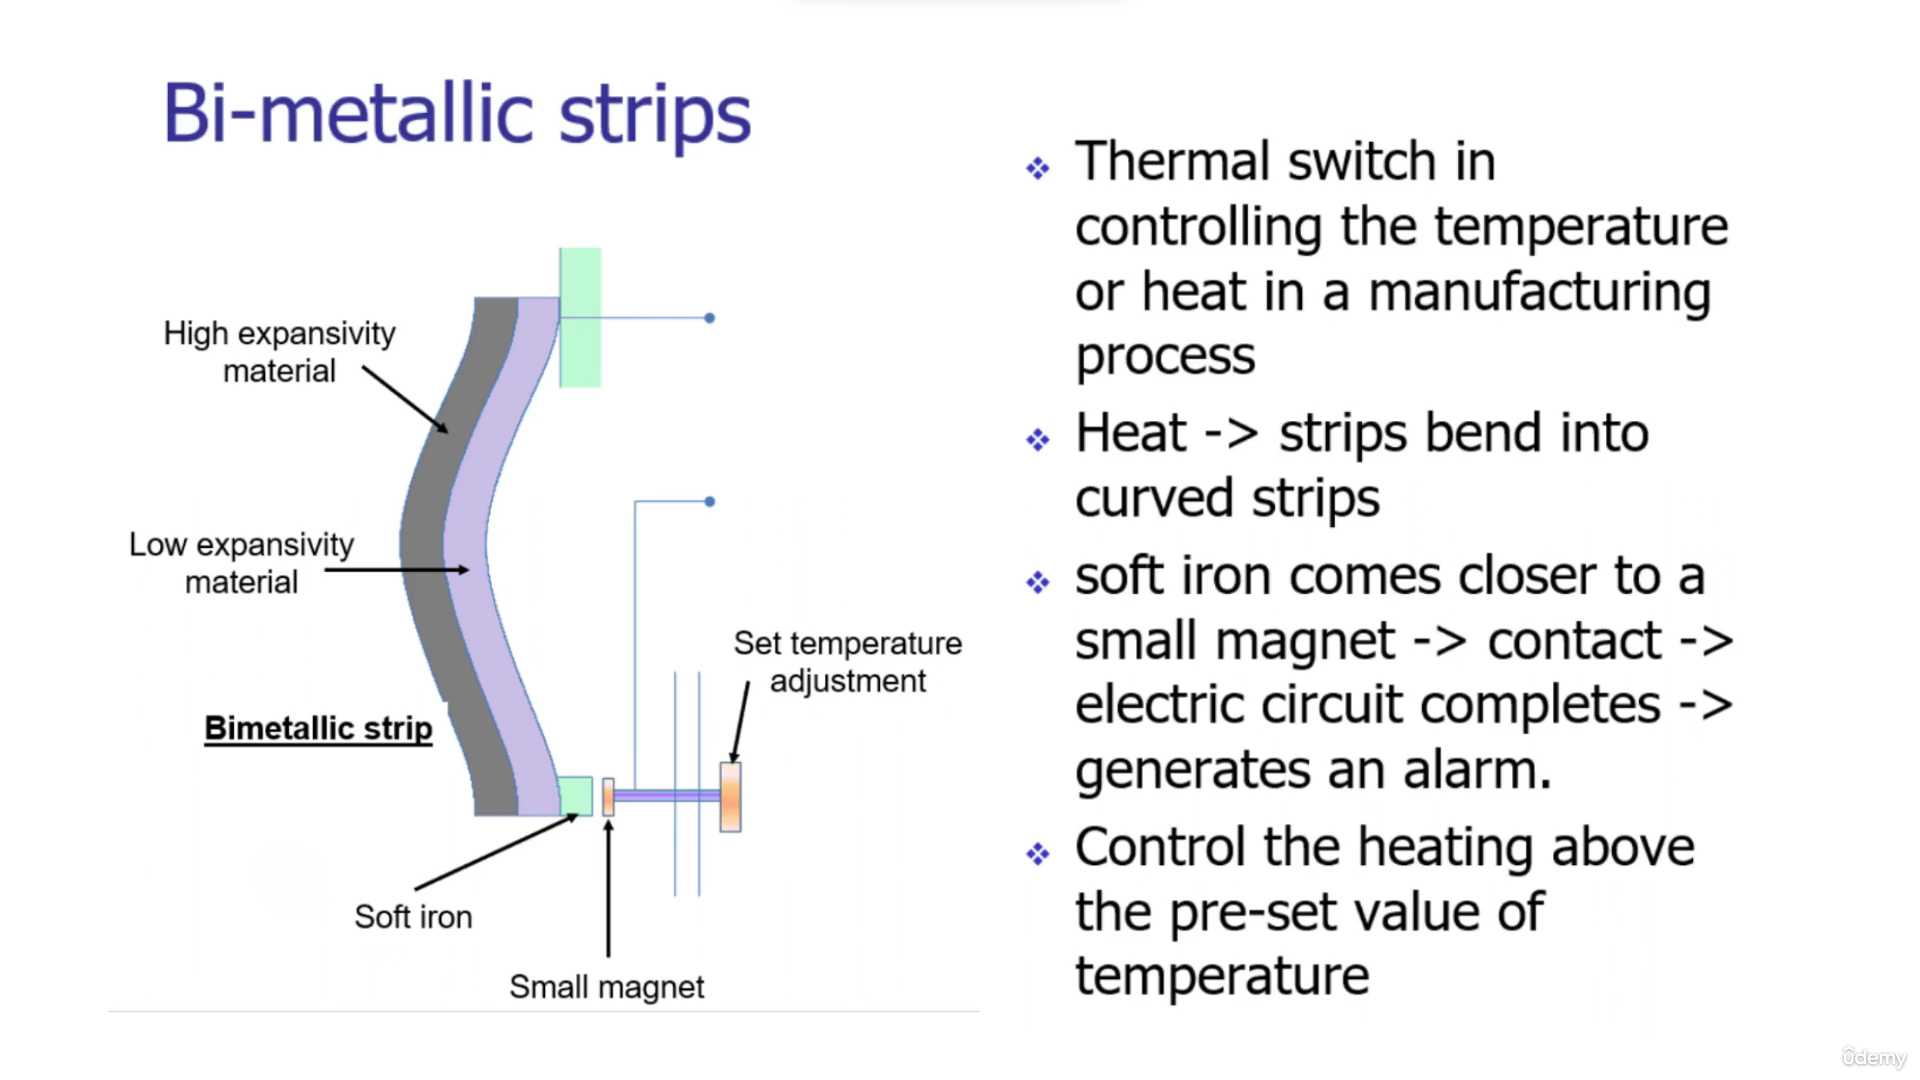 Bi-metallic strips
High expansivity
material
Low expansivity
material
Bimetallic strip
Set temperature
adjustment
Soft iron
Small magnet
Thermal switch in
controlling the temperature
or heat in a manufacturing
process
Heat -> strips bend into
curved strips
soft iron comes closer to a
small magnet -> contact ->
electric circuit completes ->
generates an alarm.
Control the heating above
the pre-set value of
temperature
ûdemy